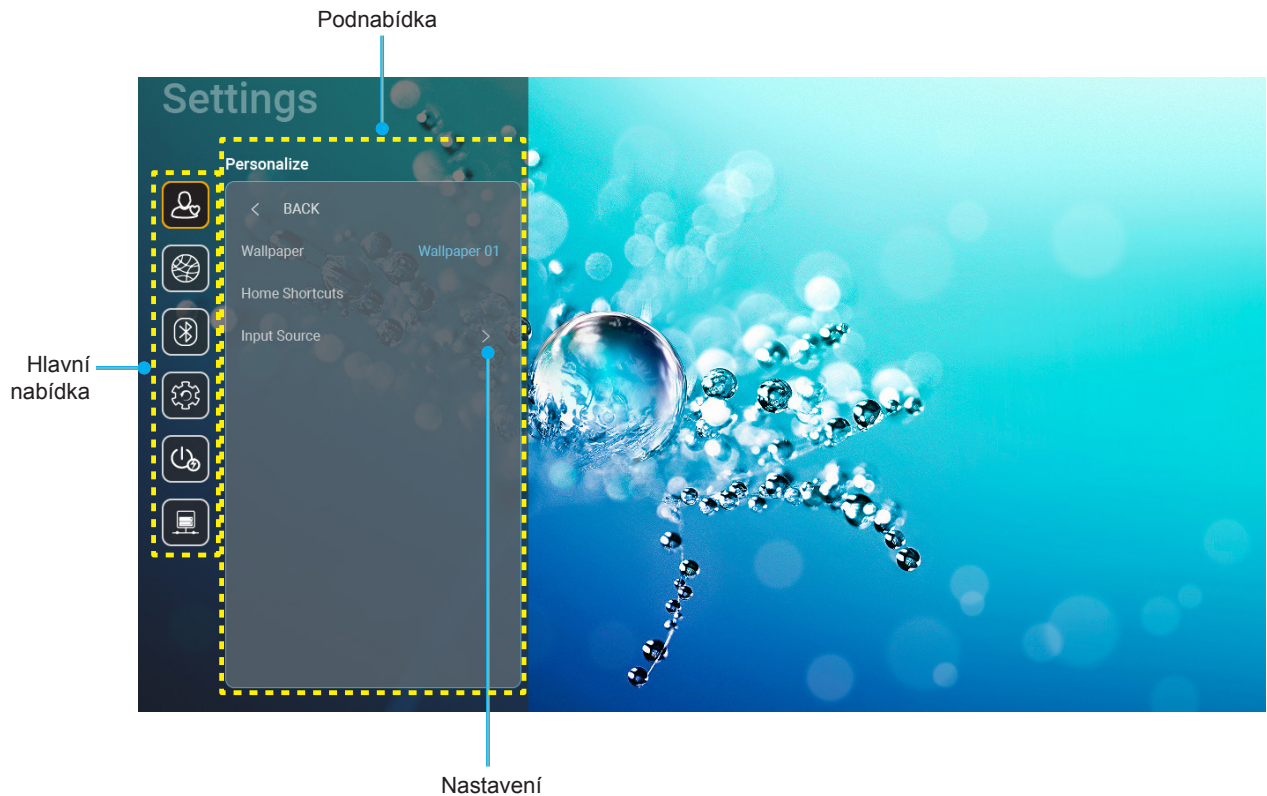 Podnabídka
Settings
Personalize
BACK
Wallpaper Wallpaper 01
Home Shortcuts
Input Source
Hlavní
nabídka
Nastavení